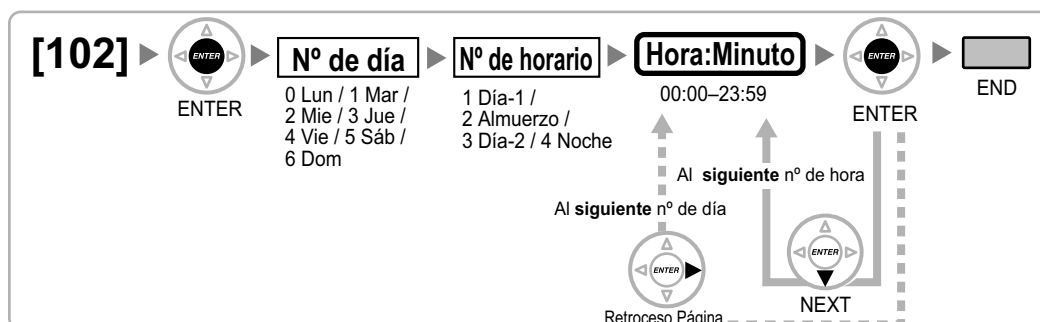 [102]
ENTER
ENTER
Nº de día
0 Lun / 1 Mar /
2 Mie / 3 Jue /
4 Vie / 5 Sáb /
6 Dom
Nº de horario
1 Día-1 /
2 Almuerzo /
3 Día-2 / 4 Noche
Hora:Minuto
00:00–23:59
ENTER
ENTER
END
Al siguiente nº de hora
Al siguiente nº de día
ENTER
Retroceso Página
ENTER
NEXT